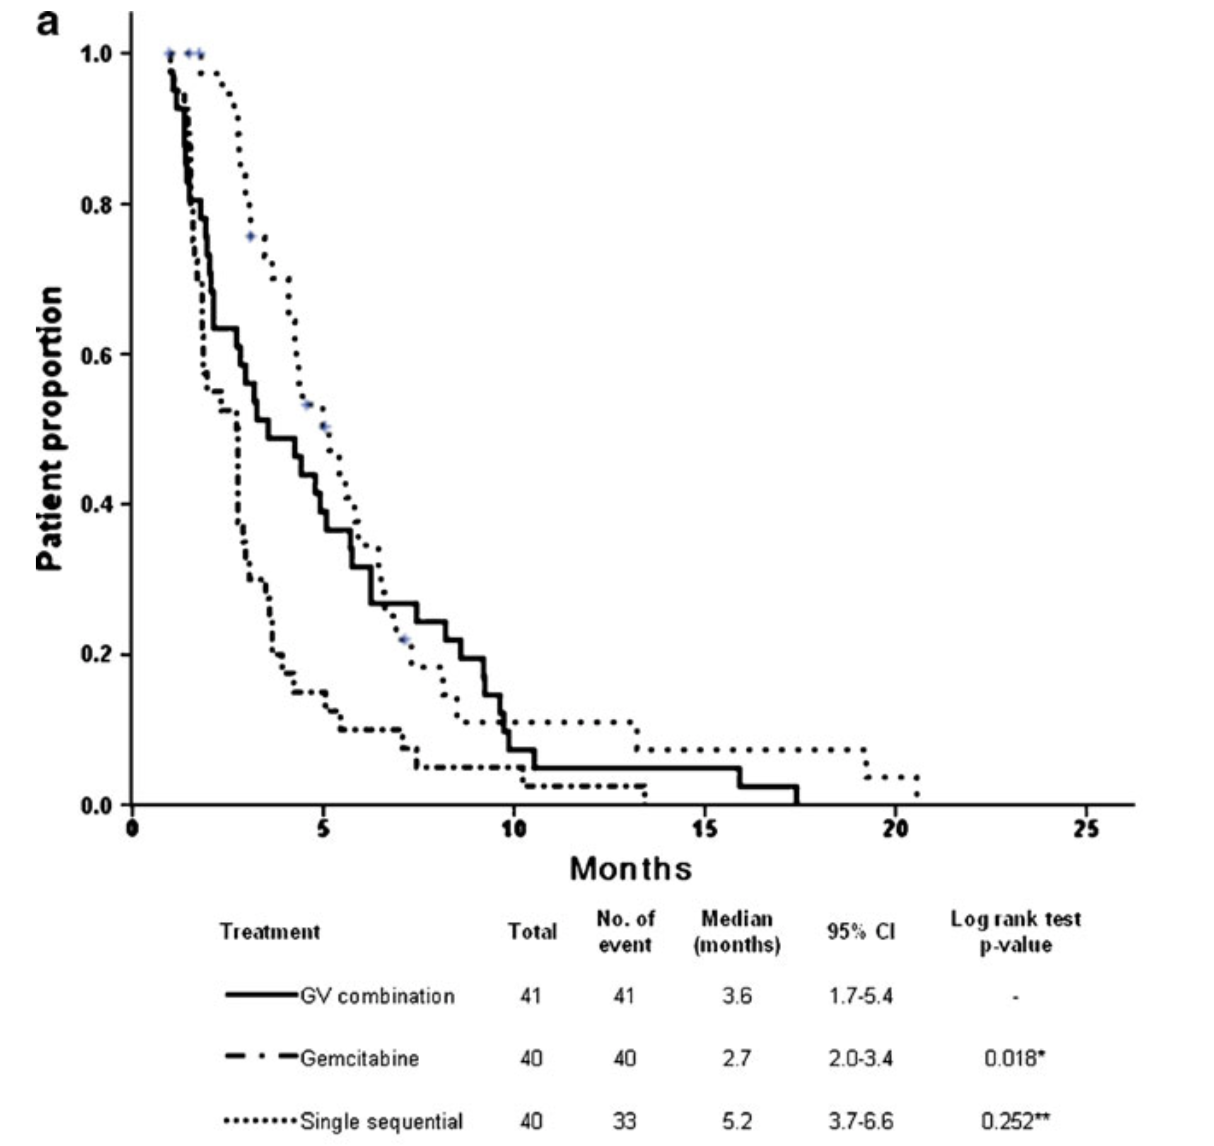 a
1.0
0.8
0.6
0.4
0.2
0.0
Patient proportion
0 5 10 15 20 25
Months
Treatment Total No. of event Median (months) 95% CI Log rank test p-value
GV combination 41 41 3.6 1.7-5.4 -
Gemcitabine 40 40 2.7 2.0-3.4 0.018*
Single sequential 40 33 5.2 3.7-6.6 0.252**